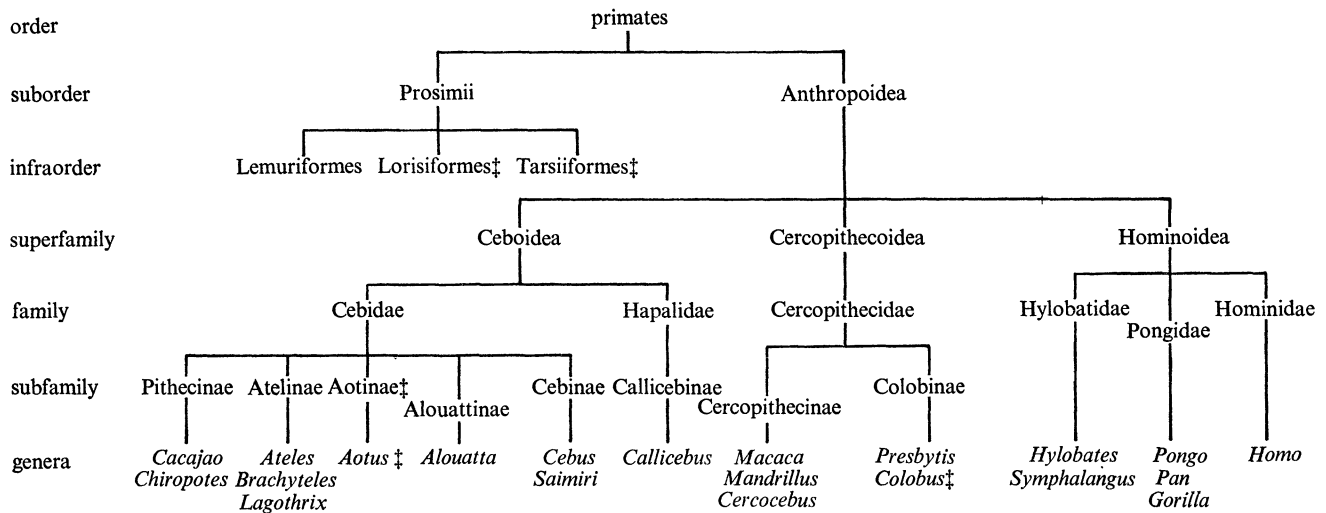 order primates
suborder Prosimii Anthropoidea
infraorder Lemuriformes Lorisiformes‡ Tarsiiformes‡
superfamily Ceboidea Cercopithecoidea Hominoidea
family Cebidae Hapalidae Cercopithecidae Hylobatidae Hominidae
Pongidae
subfamily Pithecinae Atelinae Aotinae‡ Cebinae Callicebinae Colobinae
Alouattinae Cercopithecinae
genera Cacajao Ateles Aotus ‡ Alouatta Cebus Callicebus Macaca Presbytis Hylobates Pongo Homo
Chiropotes Brachyteles Saimiri Mandrillus Colobus‡ Symphalangus Pan
Lagothrix Cercocebus Gorilla